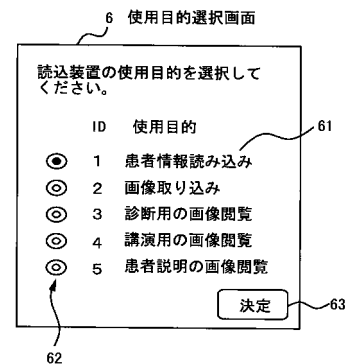 6 使用目的選択画面
読込装置の使用目的を選択して
ください。
ID 使用目的
61
1 患者情報読み込み
2 画像取り込み
3 診断用の画像閲覧
4 講演用の画像閲覧
5 患者説明の画像閲覧
決定
63
62